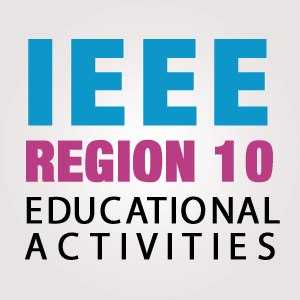 IEEE
REGION 10
EDUCATIONAL
ACTIVITIES